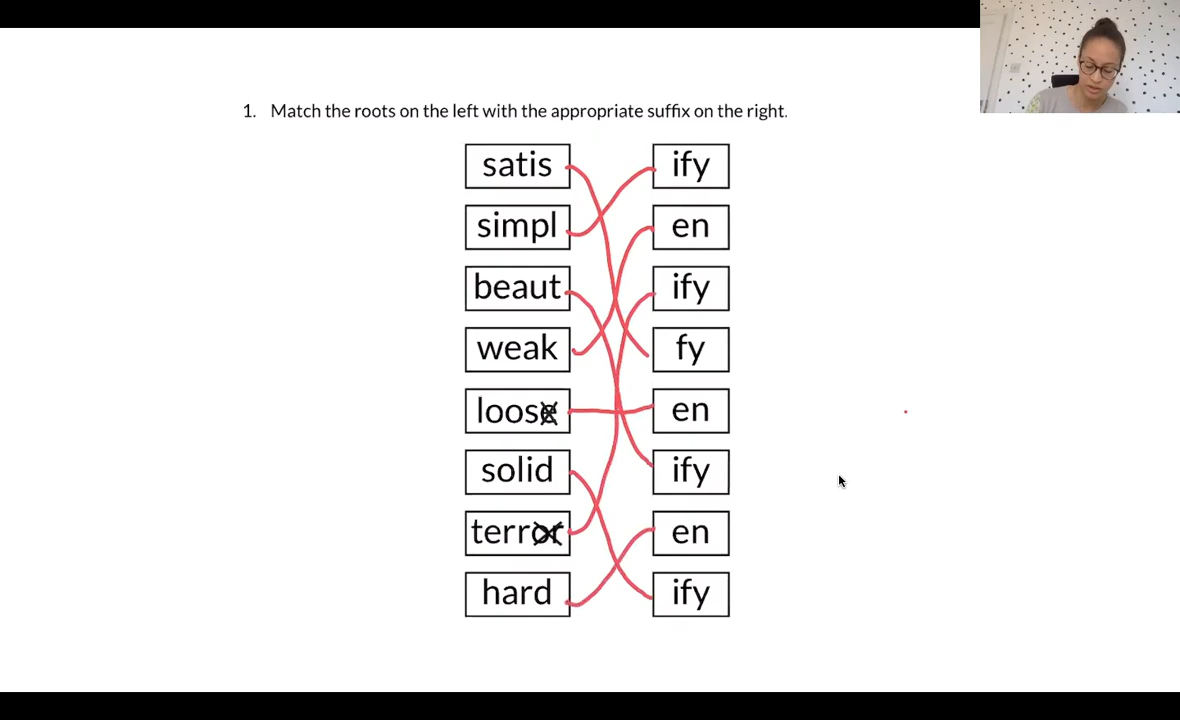 1. Match the roots on the left with the appropriate suffix on the right.
satis ify
simpl en
beaut ify
weak fy
loose en
solid ify
terror en
hard ify